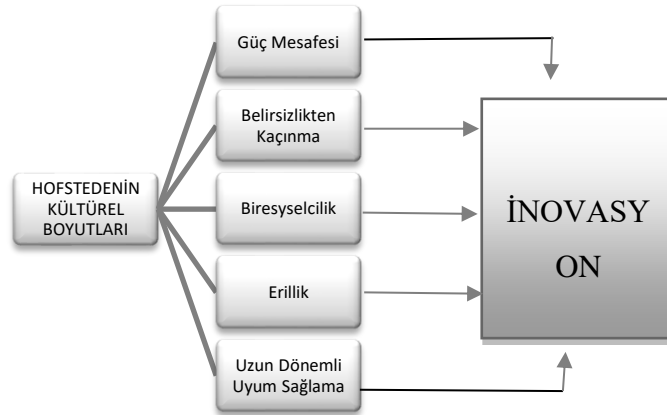 Güç Mesafesi
Belirsizlikten
Kaçınma
HOFSTEDENİN
KÜLTÜREL
BOYUTLARI
Biresyselcilik
Erillik
Uzun Dönemli
Uyum Sağlama
İNOVASY
ON